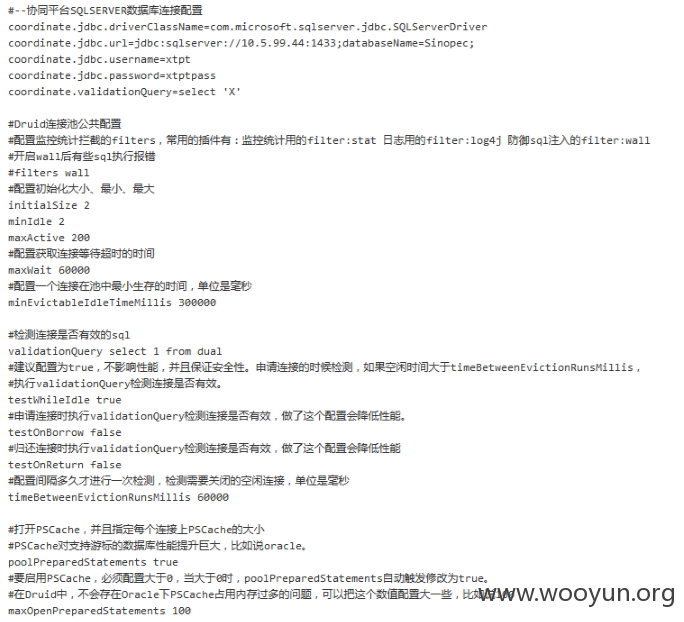 #--协同平台SQLSERVER数据库连接配置
coordinate.jdbc.driverClassName=com.microsoft.sqlserver.jdbc.SQLServerDriver
coordinate.jdbc.url=jdbc:sqlserver://10.5.99.44:1433;databaseName=Sinopec;
coordinate.jdbc.username=xtpt
coordinate.jdbc.password=xtptpass
coordinate.validationQuery=select 'X'
#Druid连接池公共配置
#配置监控统计拦截的filters，常用的插件有：监控统计用的filter:stat 日志用的filter:log4j 防御sql注入的filter:wall
#开启wall后有些sql执行报错
#filters wall
#配置初始化大小、最小、最大
initialSize 2
minIdle 2
maxActive 200
#配置获取连接等待超时的时间
maxWait 60000
#配置一个连接在池中最小生存的时间，单位是毫秒
minEvictableIdleTimeMillis 300000
#检测连接是否有效的sql
validationQuery select 1 from dual
#建议配置为true，不影响性能，并且保证安全性。申请连接的时候检测，如果空闲时间大于timeBetweenEvictionRunsMillis，
#执行validationQuery检测连接是否有效。
testWhileIdle true
#申请连接时执行validationQuery检测连接是否有效，做了这个配置会降低性能。
testOnBorrow false
#归还连接时执行validationQuery检测连接是否有效，做了这个配置会降低性能
testOnReturn false
#配置间隔多久才进行一次检测，检测需要关闭的空闲连接，单位是毫秒
timeBetweenEvictionRunsMillis 60000
#打开PSCache，并且指定每个连接上PSCache的大小
#PSCache对支持游标的数据库性能提升巨大，比如说oracle。
poolPreparedStatements true
#要启用PSCache，必须配置大于0，当大于0时，poolPreparedStatements自动触发修改为true。
#在Druid中，不会存在Oracle下PSCache占用内存过多的问题，可以把这个数值配置大一些，比如
maxOpenPreparedStatements 100
www.wooyun.org